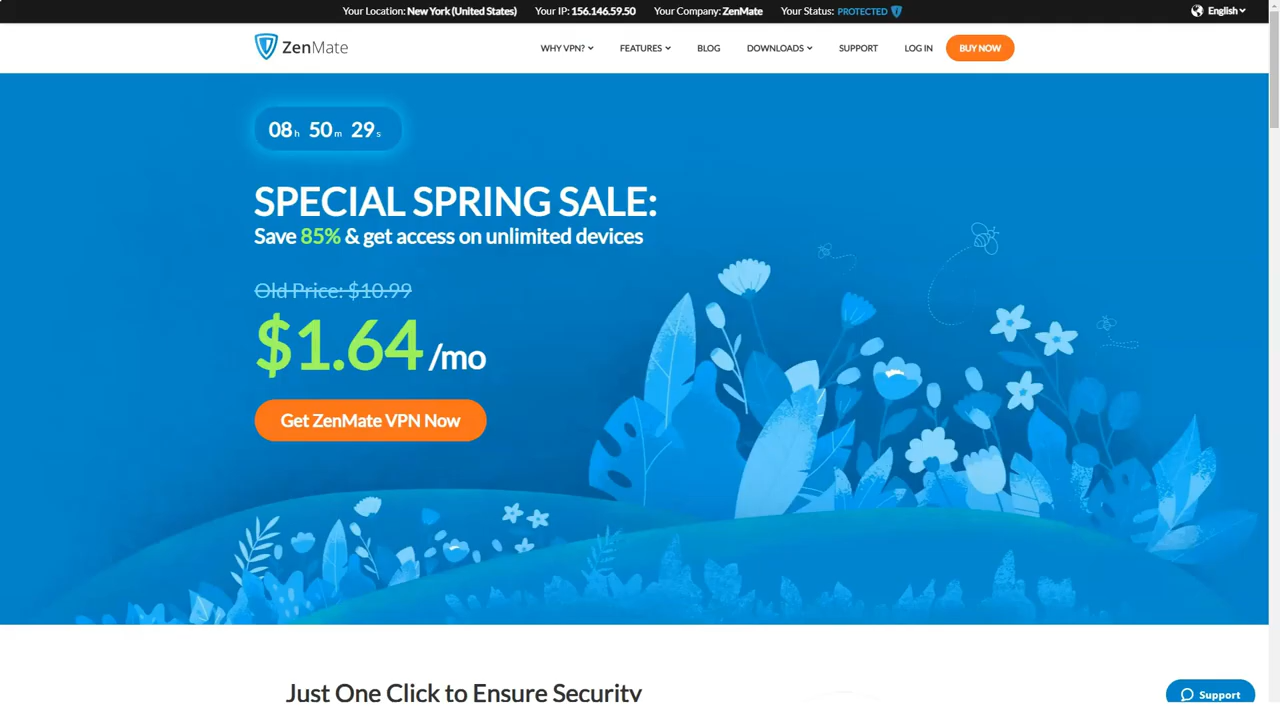 Your Location: New York (United States) Your IP: 156.146.59.50 Your Company: ZenMate Your Status: PROTECTED English
ZenMate WHY VPN? FEATURES BLOG DOWNLOADS SUPPORT LOG IN BUY NOW
08h 50m 29s
SPECIAL SPRING SALE:
Save 85% & get access on unlimited devices
Old Price: $10.99
$1.64/mo
Get ZenMate VPN Now
Just One Click to Ensure Security
Support